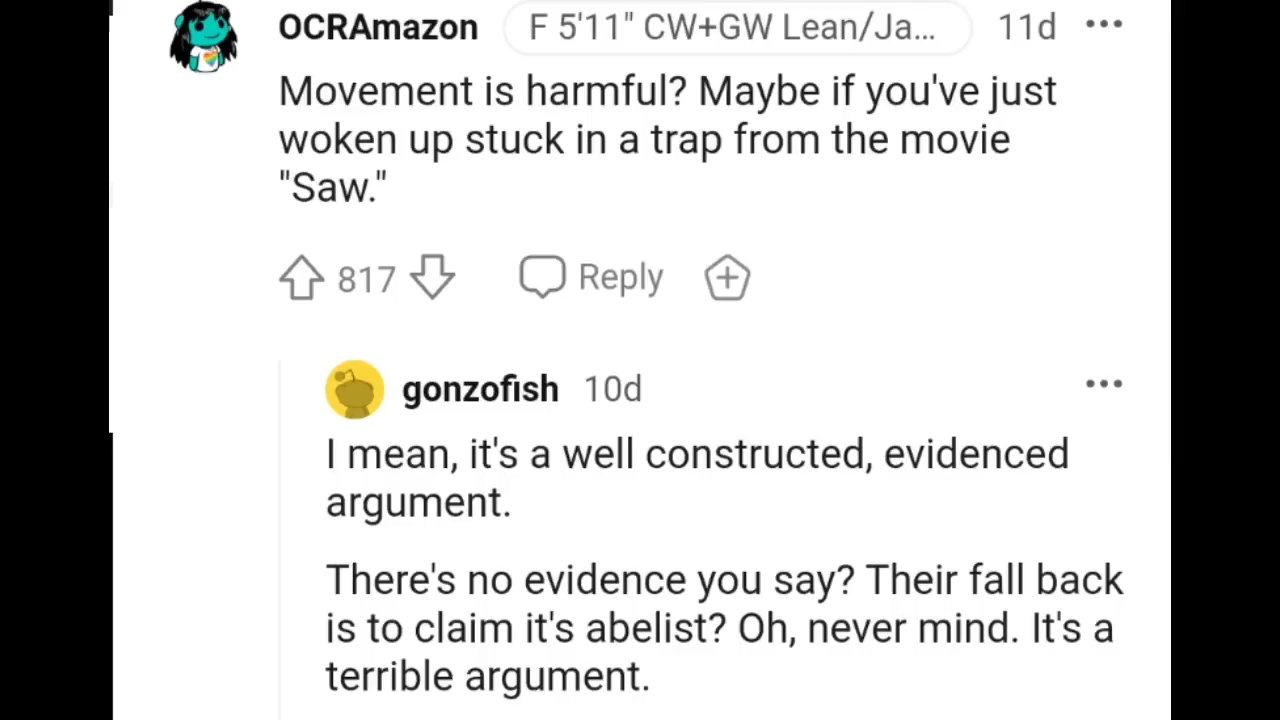 OCRAmazon F 5'11" CW+GW Lean/Ja... 11d
Movement is harmful? Maybe if you've just
woken up stuck in a trap from the movie
"Saw."
817 Reply
gonzofish 10d
I mean, it's a well constructed, evidenced
argument.
There's no evidence you say? Their fall back
is to claim it's abelist? Oh, never mind. It's a
terrible argument.